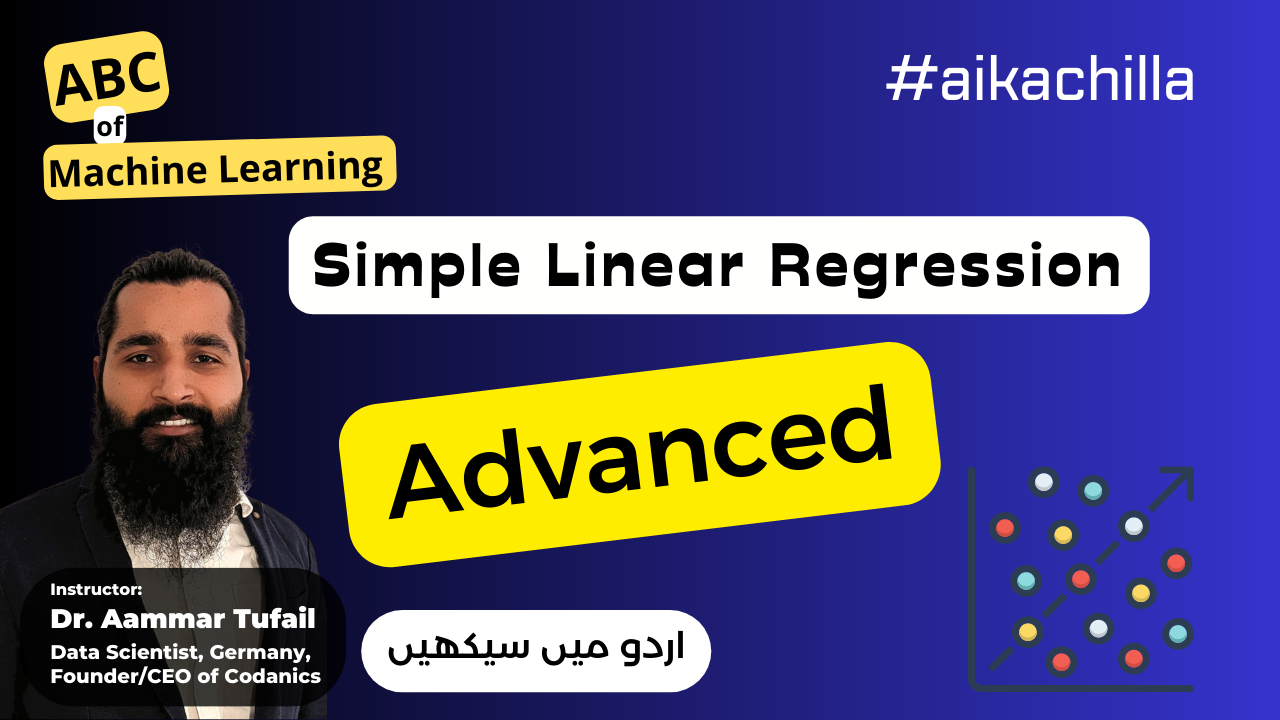 ABC
of
Machine Learning
#aikachilla
Simple Linear Regression
Advanced
Instructor:
Dr. Aammar Tufail
Data Scientist, Germany,
Founder/CEO of Codanics
اردو میں سیکھیں